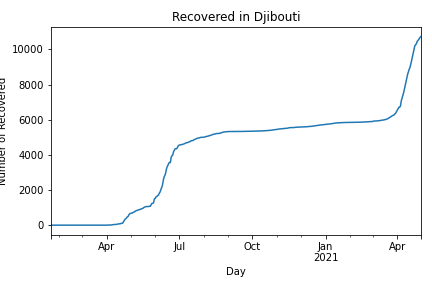 Recovered in Djibouti
Number of Recovered
10000
8000
6000
4000
2000
0
Apr
Jul
Oct
Jan
2021
Apr
Day